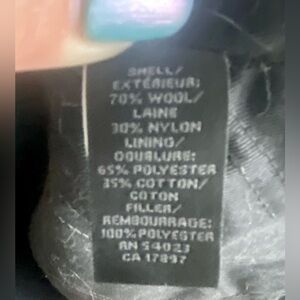 SHELL/
EXTÉRIEUR:
70% WOOL/
LAINE
30% NYLON
LINING/
DOUBLURE:
65% POLYESTER
35% COTTON/
COTON
FILLER/
REMBOURRAGE:
100% POLYESTER
RN 54023
CA 17897